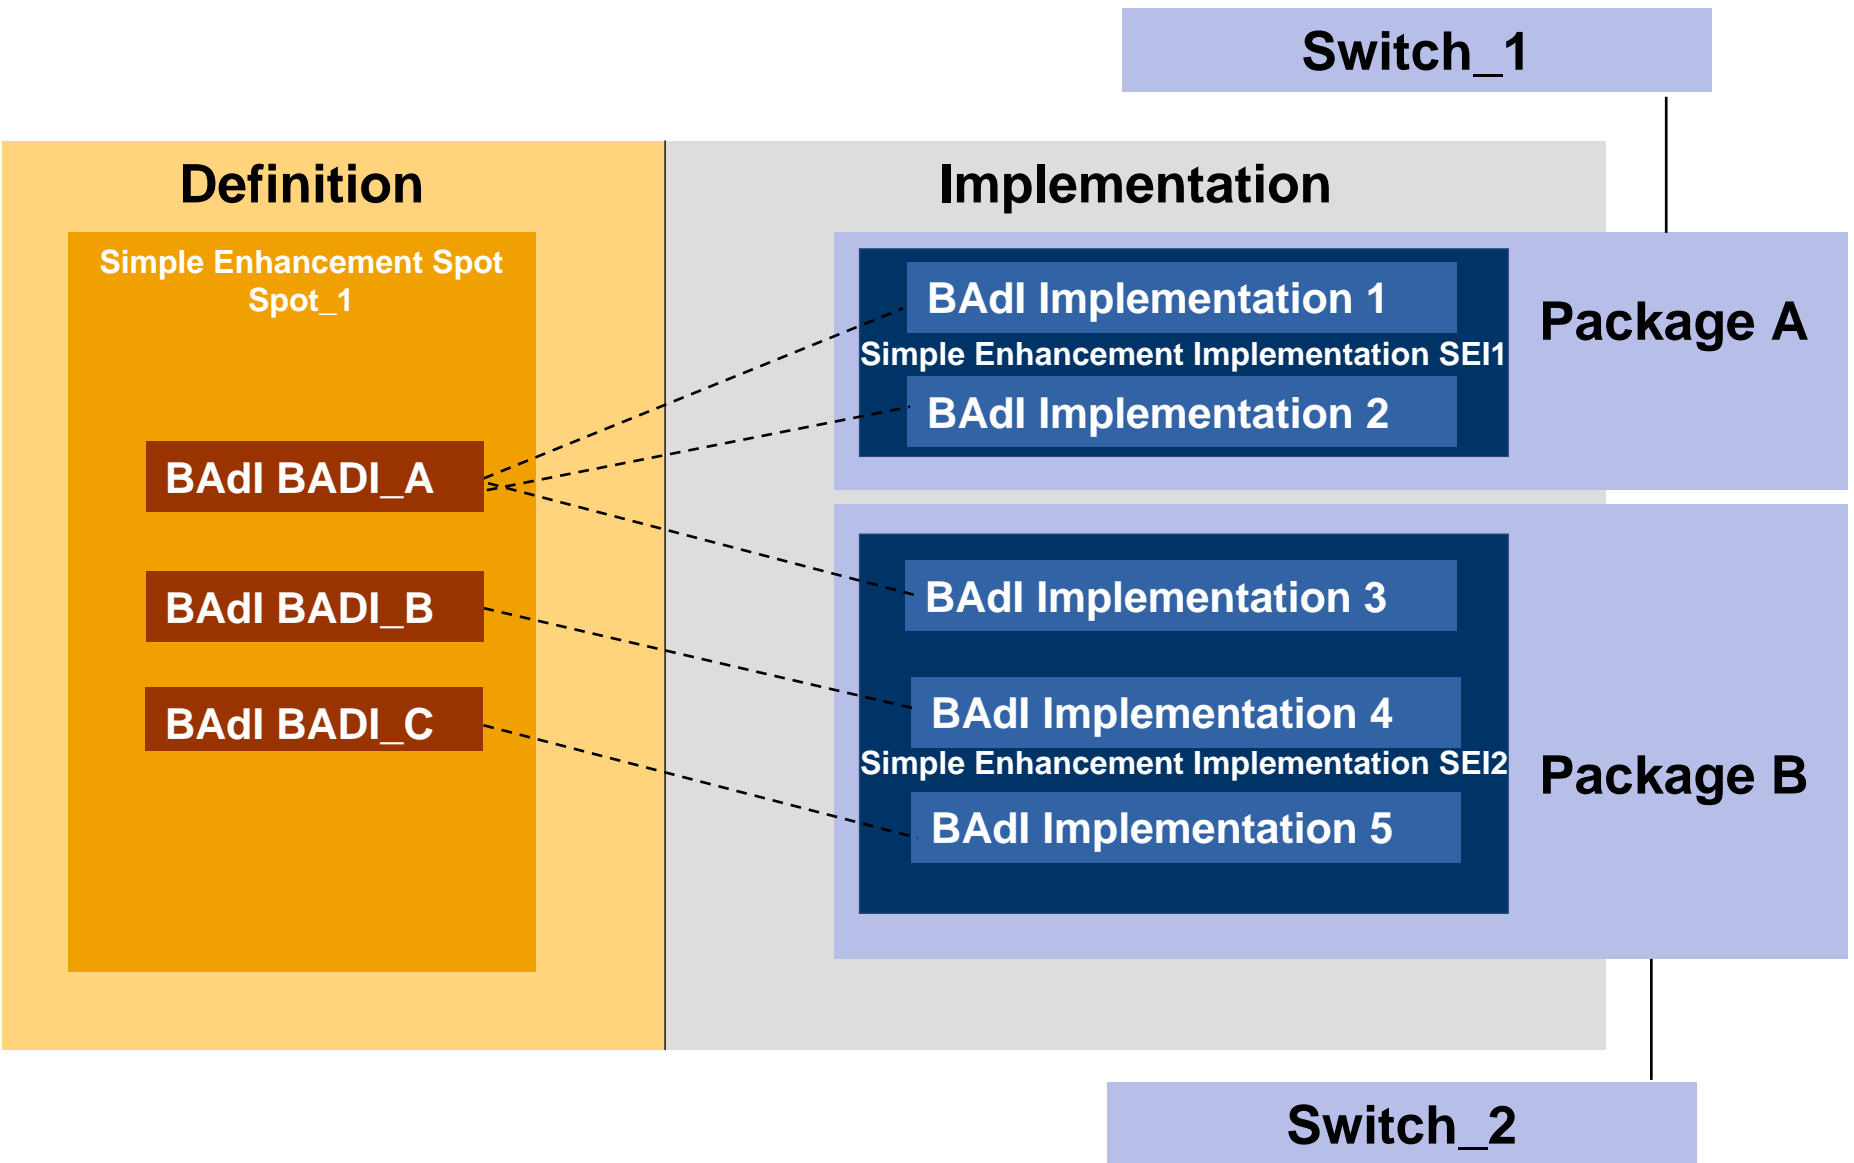 Switch_1
Definition
Implementation
Simple Enhancement Spot
Spot_1
BAdI BADI_A
BAdI BADI_B
BAdI BADI_C
BAdI Implementation 1
Simple Enhancement Implementation SEI1
BAdI Implementation 2
Package A
BAdI Implementation 3
BAdI Implementation 4
Simple Enhancement Implementation SEI2
BAdI Implementation 5
Package B
Switch_2